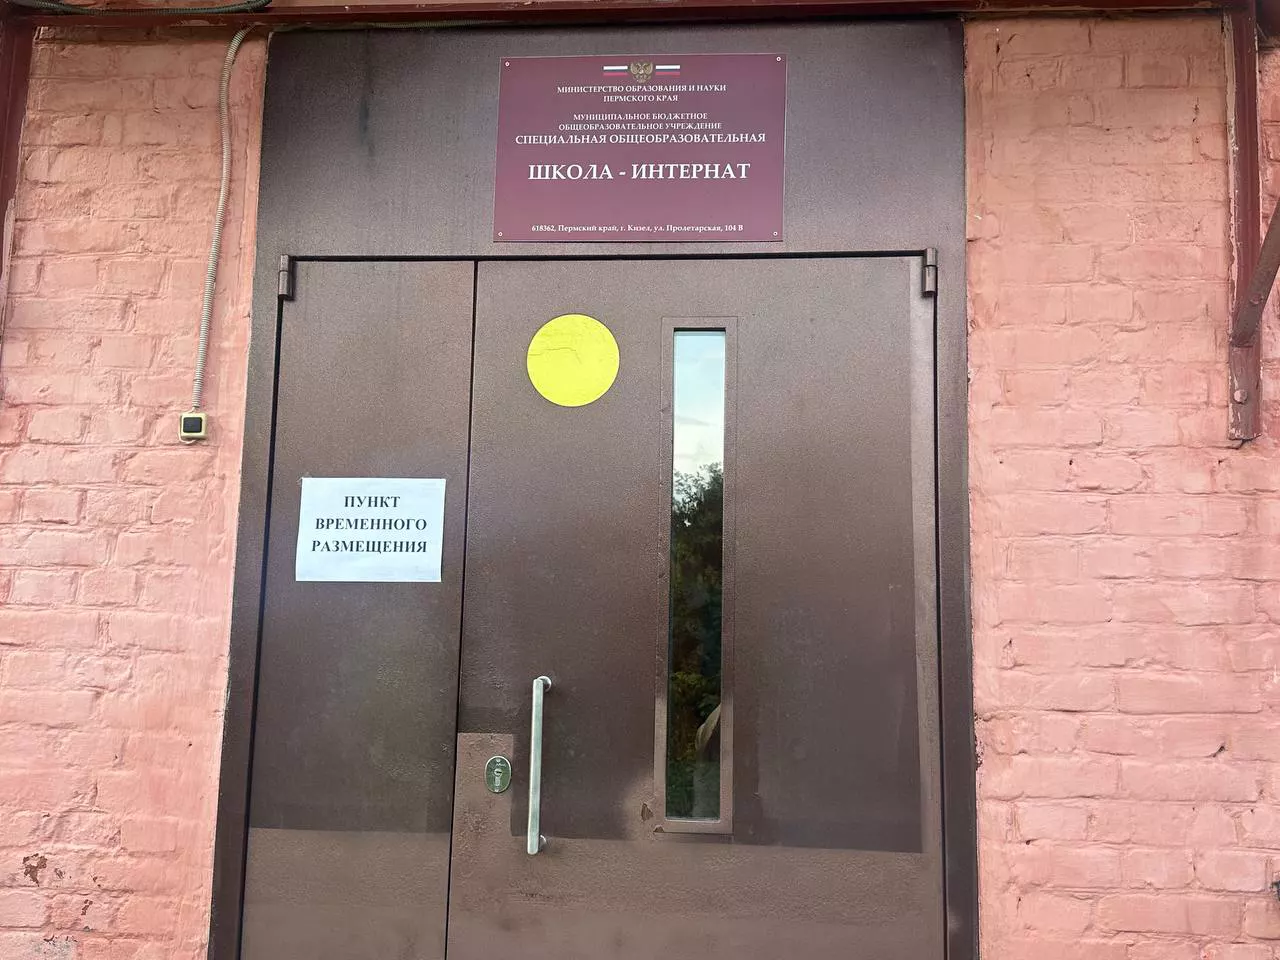 МИНИСТЕРСТВО ОБРАЗОВАНИЯ И НАУКИ
ПЕРМСКОГО КРАЯ
МУНИЦИПАЛЬНОЕ БЮДЖЕТНОЕ
ОБЩЕОБРАЗОВАТЕЛЬНОЕ УЧРЕЖДЕНИЕ
СПЕЦИАЛЬНАЯ ОБЩЕОБРАЗОВАТЕЛЬНАЯ
ШКОЛА - ИНТЕРНАТ
618362, Пермский край, г. Кизел, ул. Пролетарская, 104 В
ПУНКТ
ВРЕМЕННОГО
РАЗМЕЩЕНИЯ